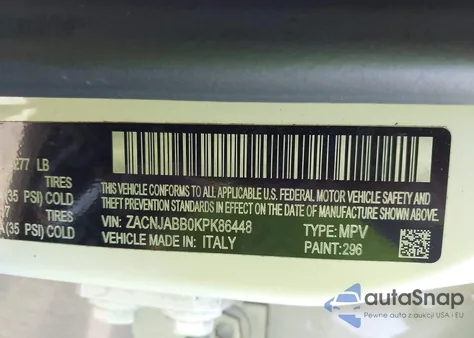 277 LB
TIRES
(35 PSI) COLD
TIRES
(35 PSI) COLD
THIS VEHICLE CONFORMS TO ALL APPLICABLE U.S. FEDERAL MOTOR VEHICLE SAFETY AND
THEFT PREVENTION STANDARDS IN EFFECT ON THE DATE OF MANUFACTURE SHOWN ABOVE.
VIN: ZACNJABB0KPK86448 TYPE: MPV
VEHICLE MADE IN: ITALY PAINT: 296
autaSnap
Pewne auta z aukcji USA i EU